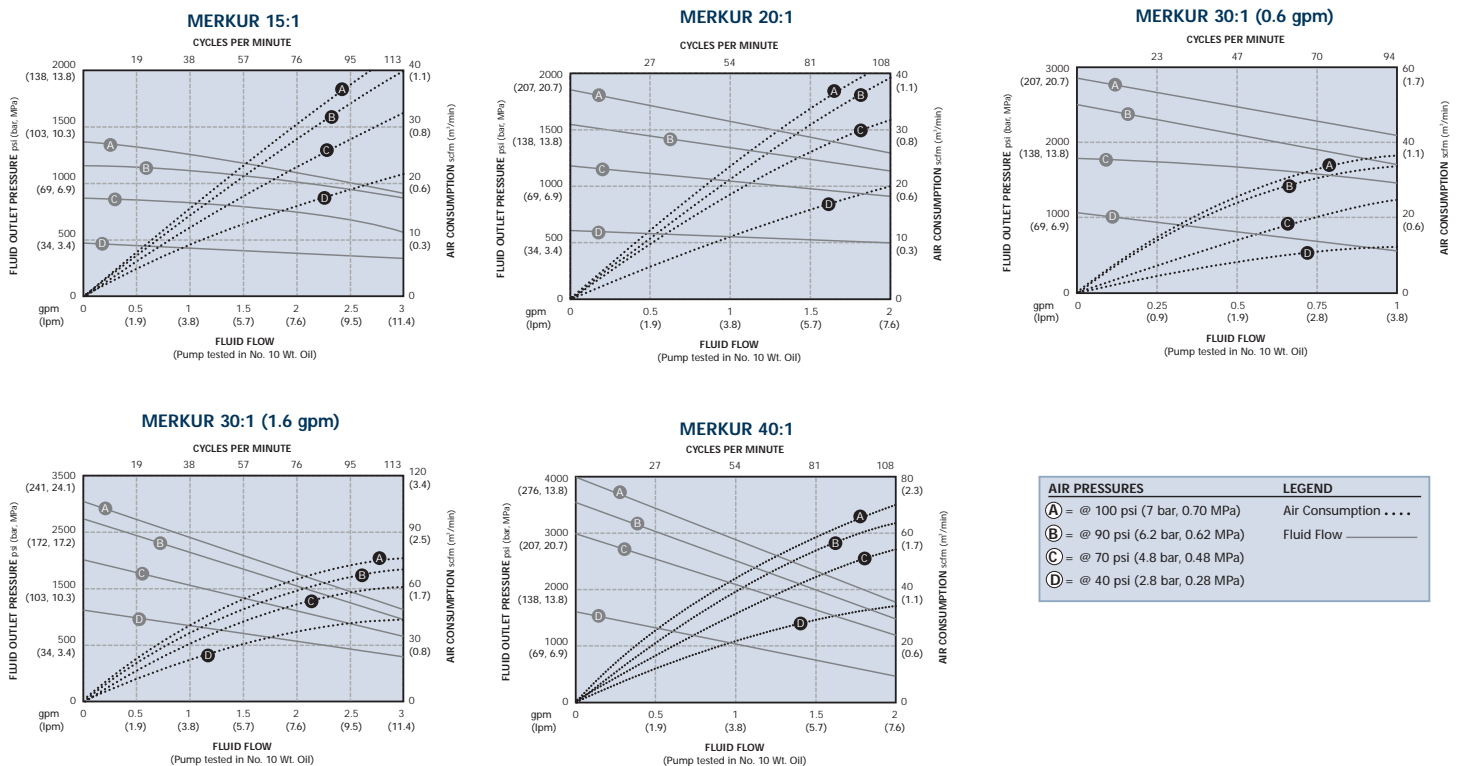 MERKUR 15:1
CYCLES PER MINUTE
19 38 57 76 95 113
2000
(138, 13.8)
1500
(103, 10.3)
1000
(69, 6.9)
500
(34, 3.4)
0
FLUID OUTLET PRESSURE psi (bar, MPa)
40
(1.1)
30
(0.8)
20
(0.6)
10
(0.3)
0
AIR CONSUMPTION scfm (m³/min)
A
B
C
D
A
B
C
D
gpm 0 0.5 1 1.5 2 2.5 3
(lpm) (1.9) (3.8) (5.7) (7.6) (9.5) (11.4)
FLUID FLOW
(Pump tested in No. 10 Wt. Oil)
MERKUR 20:1
CYCLES PER MINUTE
27 54 81 108
2000
(207, 20.7)
1500
(138, 13.8)
1000
(69, 6.9)
500
(34, 3.4)
0
FLUID OUTLET PRESSURE psi (bar, MPa)
40
(1.1)
30
(0.8)
20
(0.6)
10
(0.3)
0
AIR CONSUMPTION scfm (m³/min)
A
B
C
D
A
B
C
D
gpm 0 0.5 1 1.5 2
(lpm) (1.9) (3.8) (5.7) (7.6)
FLUID FLOW
(Pump tested in No. 10 Wt. Oil)
MERKUR 30:1 (0.6 gpm)
CYCLES PER MINUTE
23 47 70 94
3000
(207, 20.7)
2000
(138, 13.8)
1000
(69, 6.9)
0
FLUID OUTLET PRESSURE psi (bar, MPa)
60
(1.7)
40
(1.1)
20
(0.6)
0
AIR CONSUMPTION scfm (m³/min)
A
B
C
D
A
B
C
D
gpm 0 0.25 0.5 0.75 1
(lpm) (0.9) (1.9) (2.8) (3.8)
FLUID FLOW
(Pump tested in No. 10 Wt. Oil)
MERKUR 30:1 (1.6 gpm)
CYCLES PER MINUTE
19 38 57 76 95 113
3500
(241, 24.1)
2500
(172, 17.2)
1500
(103, 10.3)
500
(34, 3.4)
0
FLUID OUTLET PRESSURE psi (bar, MPa)
120
(3.4)
90
(2.5)
60
(1.7)
30
(0.8)
0
AIR CONSUMPTION scfm (m³/min)
A
B
C
D
A
B
C
D
gpm 0 0.5 1 1.5 2 2.5 3
(lpm) (1.9) (3.8) (5.7) (7.6) (9.5) (11.4)
FLUID FLOW
(Pump tested in No. 10 Wt. Oil)
MERKUR 40:1
CYCLES PER MINUTE
27 54 81 108
4000
(276, 13.8)
3000
(207, 20.7)
2000
(138, 13.8)
1000
(69, 6.9)
0
FLUID OUTLET PRESSURE psi (bar, MPa)
80
(2.3)
60
(1.7)
40
(1.1)
20
(0.6)
0
AIR CONSUMPTION scfm (m³/min)
A
B
C
D
A
B
C
D
gpm 0 0.5 1 1.5 2
(lpm) (1.9) (3.8) (5.7) (7.6)
FLUID FLOW
(Pump tested in No. 10 Wt. Oil)
AIR PRESSURES LEGEND
A = @ 100 psi (7 bar, 0.70 MPa) Air Consumption ....
B = @ 90 psi (6.2 bar, 0.62 MPa) Fluid Flow
C = @ 70 psi (4.8 bar, 0.48 MPa)
D = @ 40 psi (2.8 bar, 0.28 MPa)